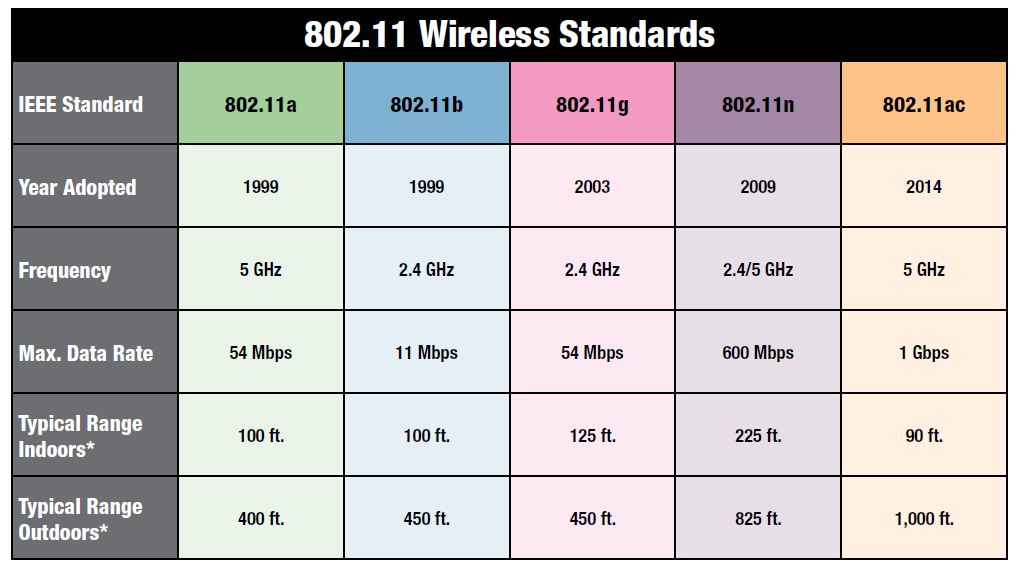 802.11 Wireless Standards
IEEE Standard 802.11a 802.11b 802.11g 802.11n 802.11ac
Year Adopted 1999 1999 2003 2009 2014
Frequency 5 GHz 2.4 GHz 2.4 GHz 2.4/5 GHz 5 GHz
Max. Data Rate 54 Mbps 11 Mbps 54 Mbps 600 Mbps 1 Gbps
Typical Range
Indoors* 100 ft. 100 ft. 125 ft. 225 ft. 90 ft.
Typical Range
Outdoors* 400 ft. 450 ft. 450 ft. 825 ft. 1,000 ft.